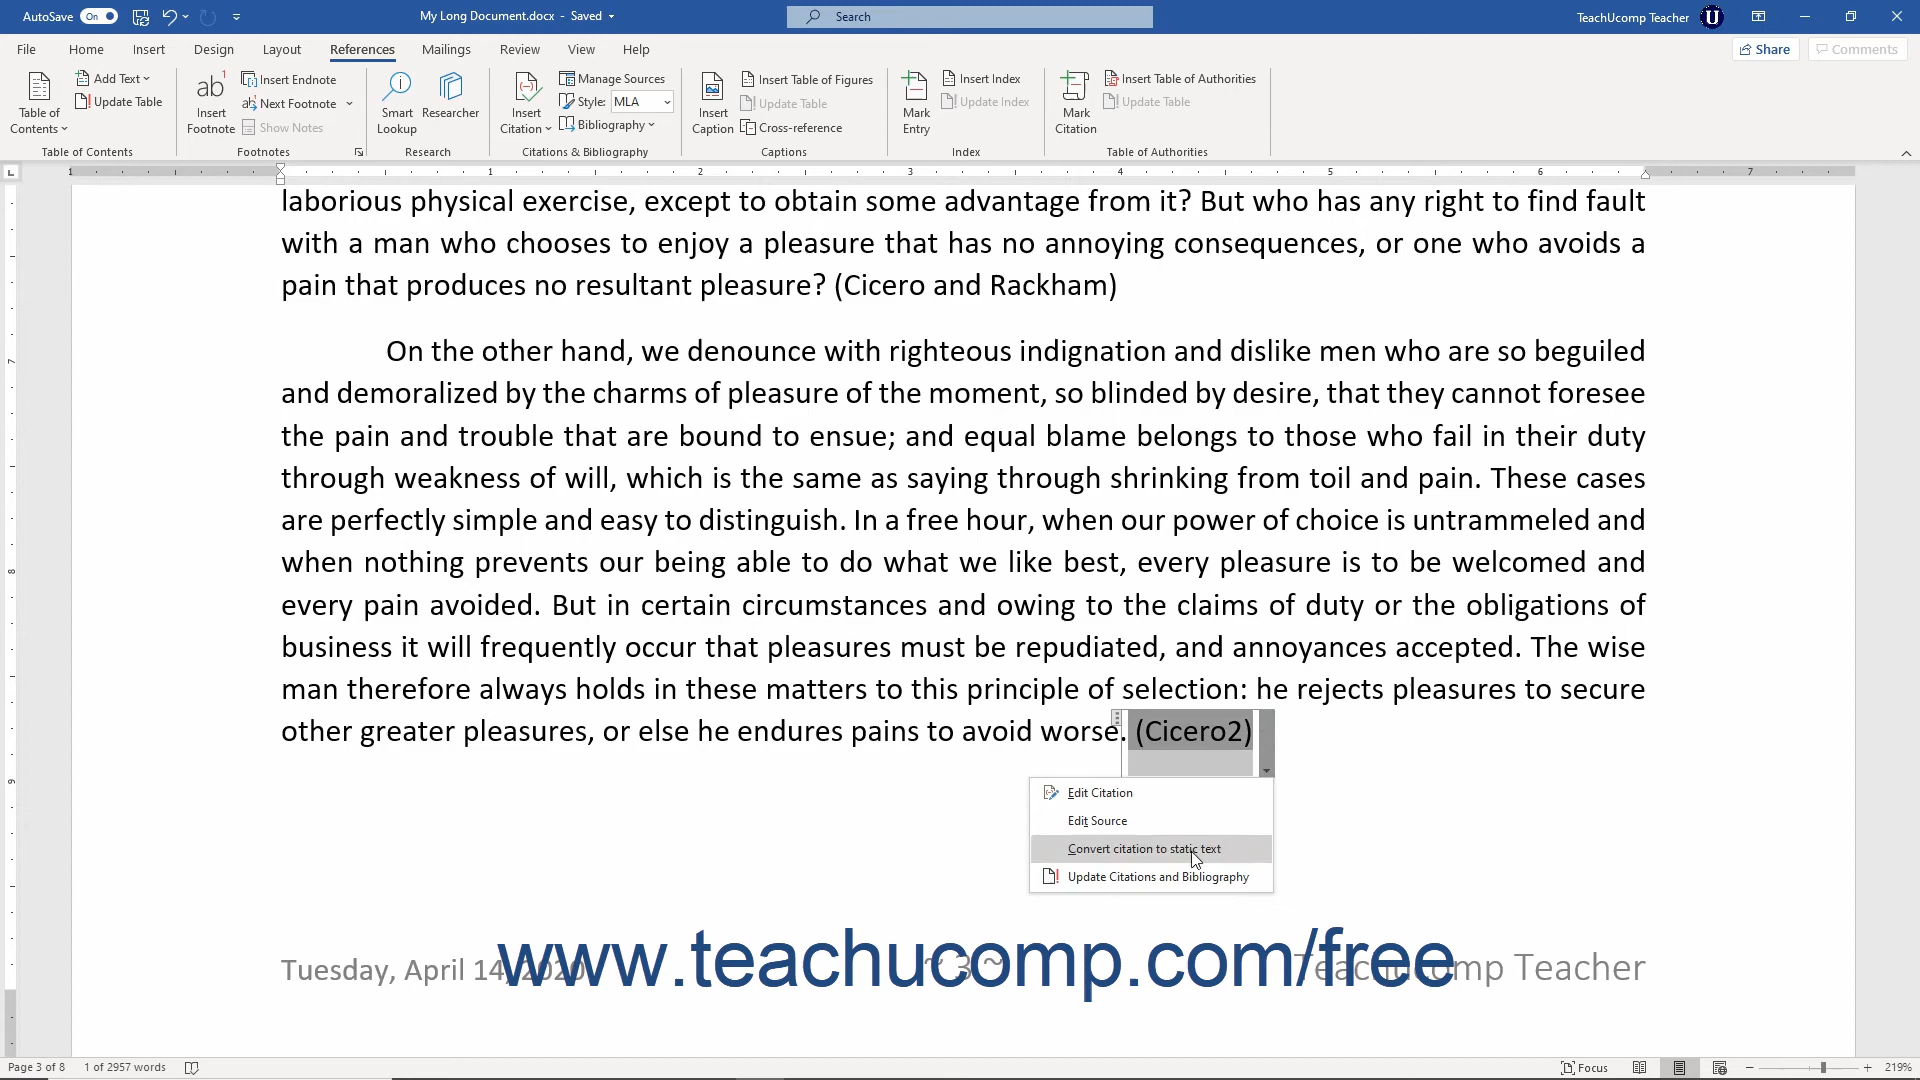 AutoSave On
My Long Document.docx - Saved
Search
TeachUcomp Teacher U
File Home Insert Design Layout References Mailings Review View Help
Share Comments
Table of Contents
Add Text
Update Table
Table of Contents
ab1
Insert Footnote
Insert Endnote
Next Footnote
Show Notes
Footnotes
Smart Lookup
Researcher
Research
Insert Citation
Manage Sources
Style: MLA
Bibliography
Citations & Bibliography
Insert Caption
Insert Table of Figures
Update Table
Cross-reference
Captions
Mark Entry
Insert Index
Update Index
Index
Mark Citation
Insert Table of Authorities
Update Table
Table of Authorities
1 1 2 3 4 5 6 7
laborious physical exercise, except to obtain some advantage from it? But who has any right to find fault
with a man who chooses to enjoy a pleasure that has no annoying consequences, or one who avoids a
pain that produces no resultant pleasure? (Cicero and Rackham)
On the other hand, we denounce with righteous indignation and dislike men who are so beguiled
and demoralized by the charms of pleasure of the moment, so blinded by desire, that they cannot foresee
the pain and trouble that are bound to ensue; and equal blame belongs to those who fail in their duty
through weakness of will, which is the same as saying through shrinking from toil and pain. These cases
are perfectly simple and easy to distinguish. In a free hour, when our power of choice is untrammeled and
when nothing prevents our being able to do what we like best, every pleasure is to be welcomed and
every pain avoided. But in certain circumstances and owing to the claims of duty or the obligations of
business it will frequently occur that pleasures must be repudiated, and annoyances accepted. The wise
man therefore always holds in these matters to this principle of selection: he rejects pleasures to secure
other greater pleasures, or else he endures pains to avoid worse. (Cicero2)
7
8
9
Edit Citation
Edit Source
Convert citation to static text
Update Citations and Bibliography
www.teachucomp.com/free
Tuesday, April 14, 2020 ~ 3 ~ Teachucomp Teacher
Page 3 of 8 1 of 2957 words
Focus
219%